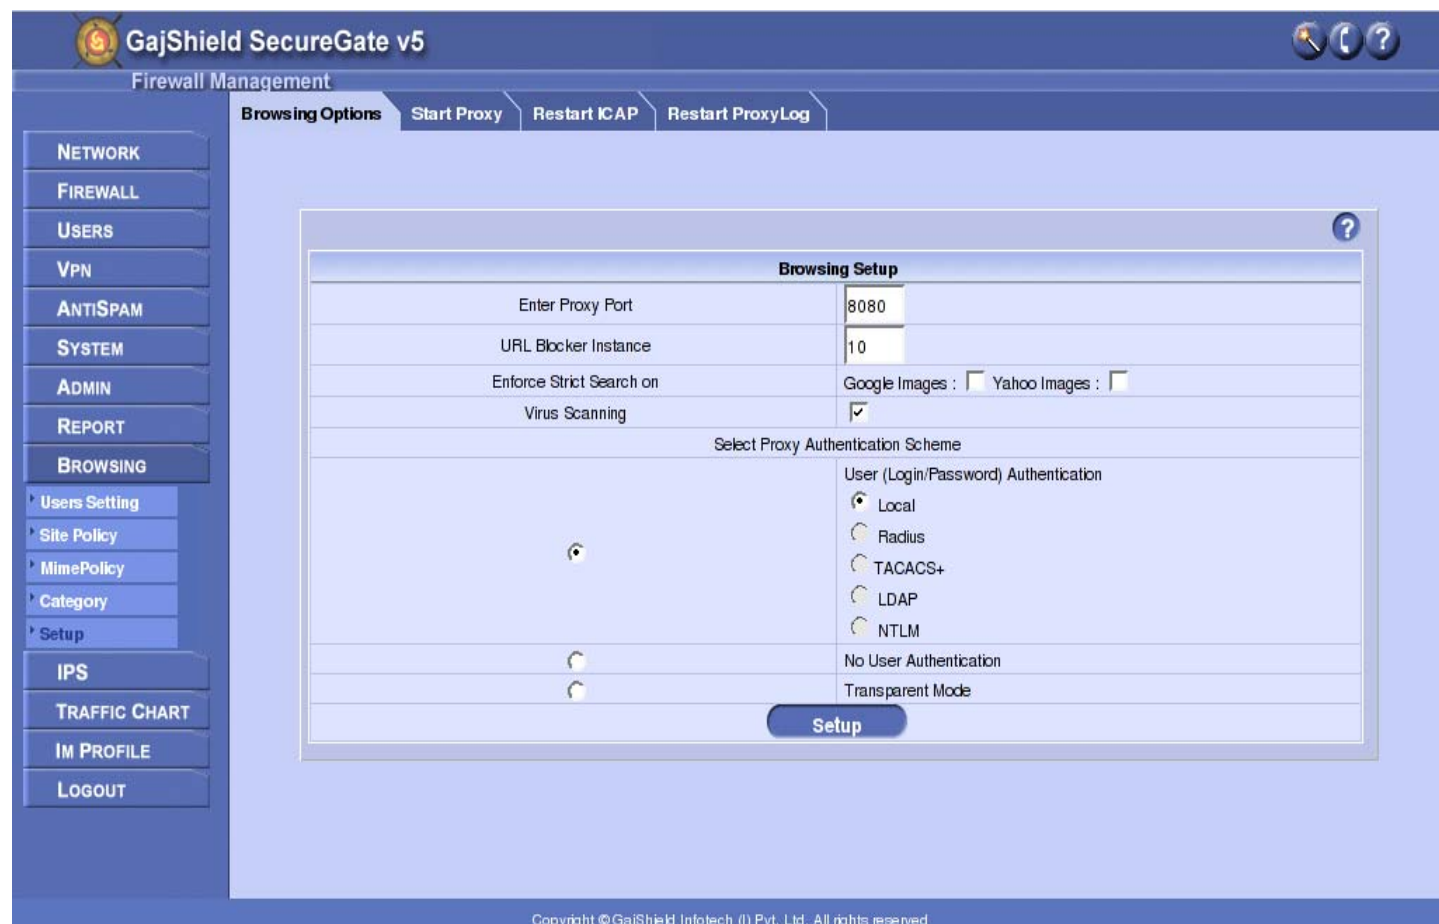 GajShield SecureGate v5
Firewall Management
Browsing Options Start Proxy Restart ICAP Restart ProxyLog
NETWORK
FIREWALL
USERS
VPN
ANTISPAM
SYSTEM
ADMIN
REPORT
BROWSING
Users Setting
Site Policy
MimePolicy
Category
Setup
IPS
TRAFFIC CHART
IM PROFILE
LOGOUT
?
?
Browsing Setup
Enter Proxy Port 8080
URL Blocker Instance 10
Enforce Strict Search on Google Images : Yahoo Images :
Virus Scanning
Select Proxy Authentication Scheme
User (Login/Password) Authentication
Local
Radius
TACACS+
LDAP
NTLM
No User Authentication
Transparent Mode
Setup
Copyright © GajShield Infotech (I) Pvt. Ltd. All rights reserved